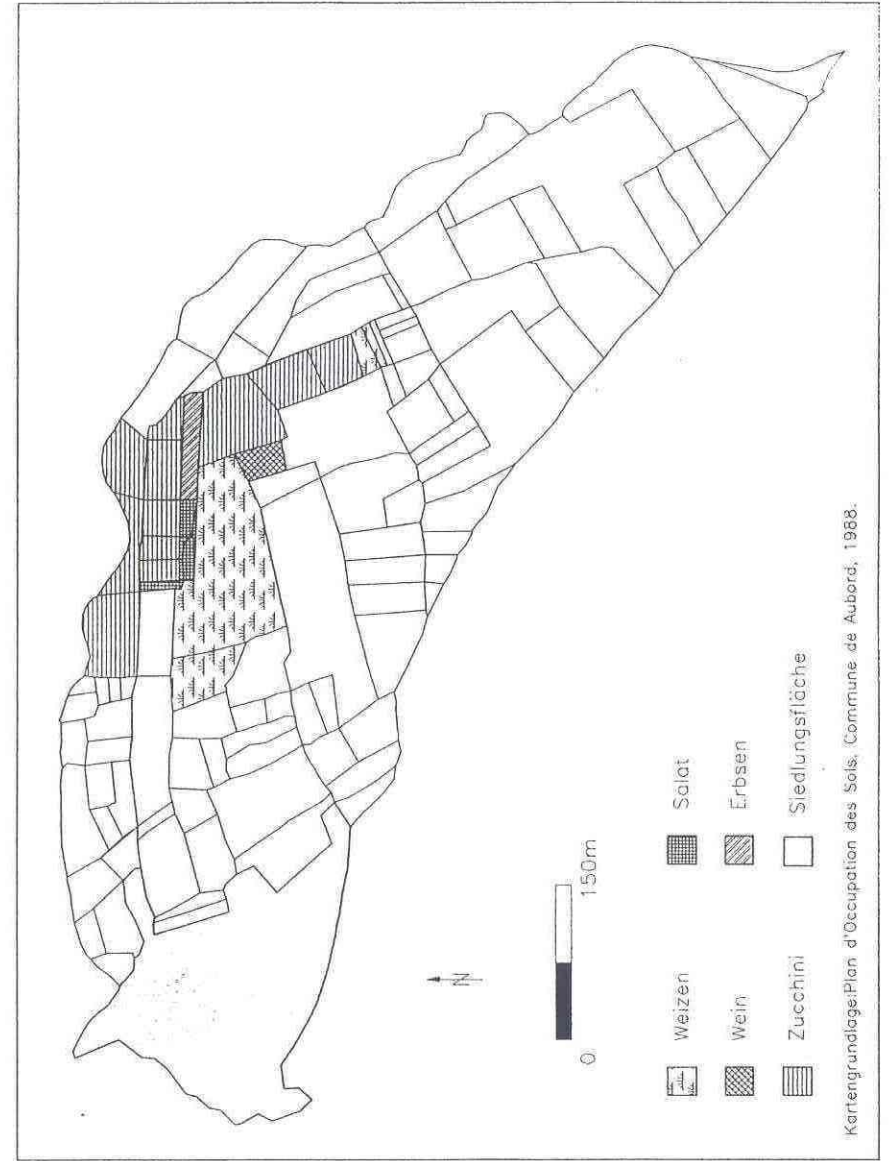 N
0 150m
Weizen
Salat
Wein
Erbsen
Zucchini
Siedlungsfläche
Kartengrundlage:Plan d'Occupation des Sols, Commune de Aubord, 1988.